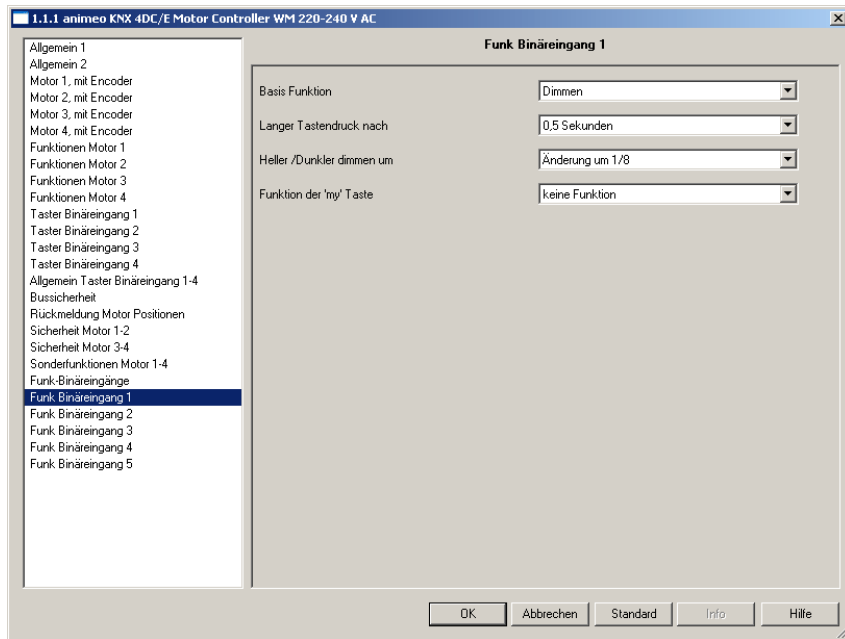 1.1.1 animeo KNX 4DC/E Motor Controller WM 220-240 V AC
Allgemein 1
Allgemein 2
Motor 1, mit Encoder
Motor 2, mit Encoder
Motor 3, mit Encoder
Motor 4, mit Encoder
Funktionen Motor 1
Funktionen Motor 2
Funktionen Motor 3
Funktionen Motor 4
Taster Binäreingang 1
Taster Binäreingang 2
Taster Binäreingang 3
Taster Binäreingang 4
Allgemein Taster Binäreingang 1-4
Bussicherheit
Rückmeldung Motor Positionen
Sicherheit Motor 1-2
Sicherheit Motor 3-4
Sonderfunktionen Motor 1-4
Funk-Binäreingänge
Funk Binäreingang 1
Funk Binäreingang 2
Funk Binäreingang 3
Funk Binäreingang 4
Funk Binäreingang 5
Funk Binäreingang 1
Basis Funktion Dimmen
Langer Tastendruck nach 0,5 Sekunden
Heller /Dunkler dimmen um Änderung um 1/8
Funktion der 'my' Taste keine Funktion
OK Abbrechen Standard Info Hilfe